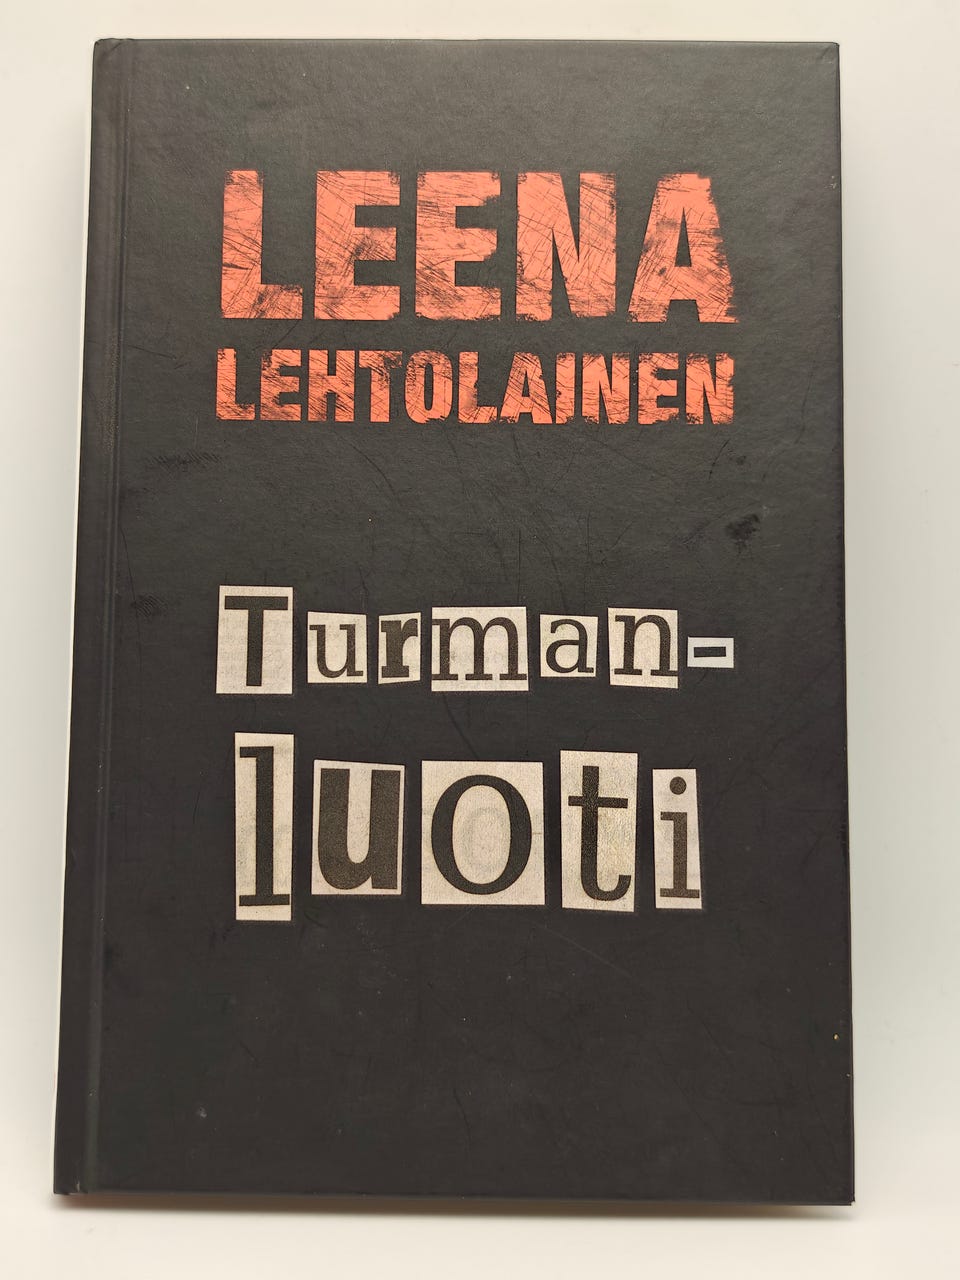 LEENA
LEHTOLAINEN
Turman-
luoti